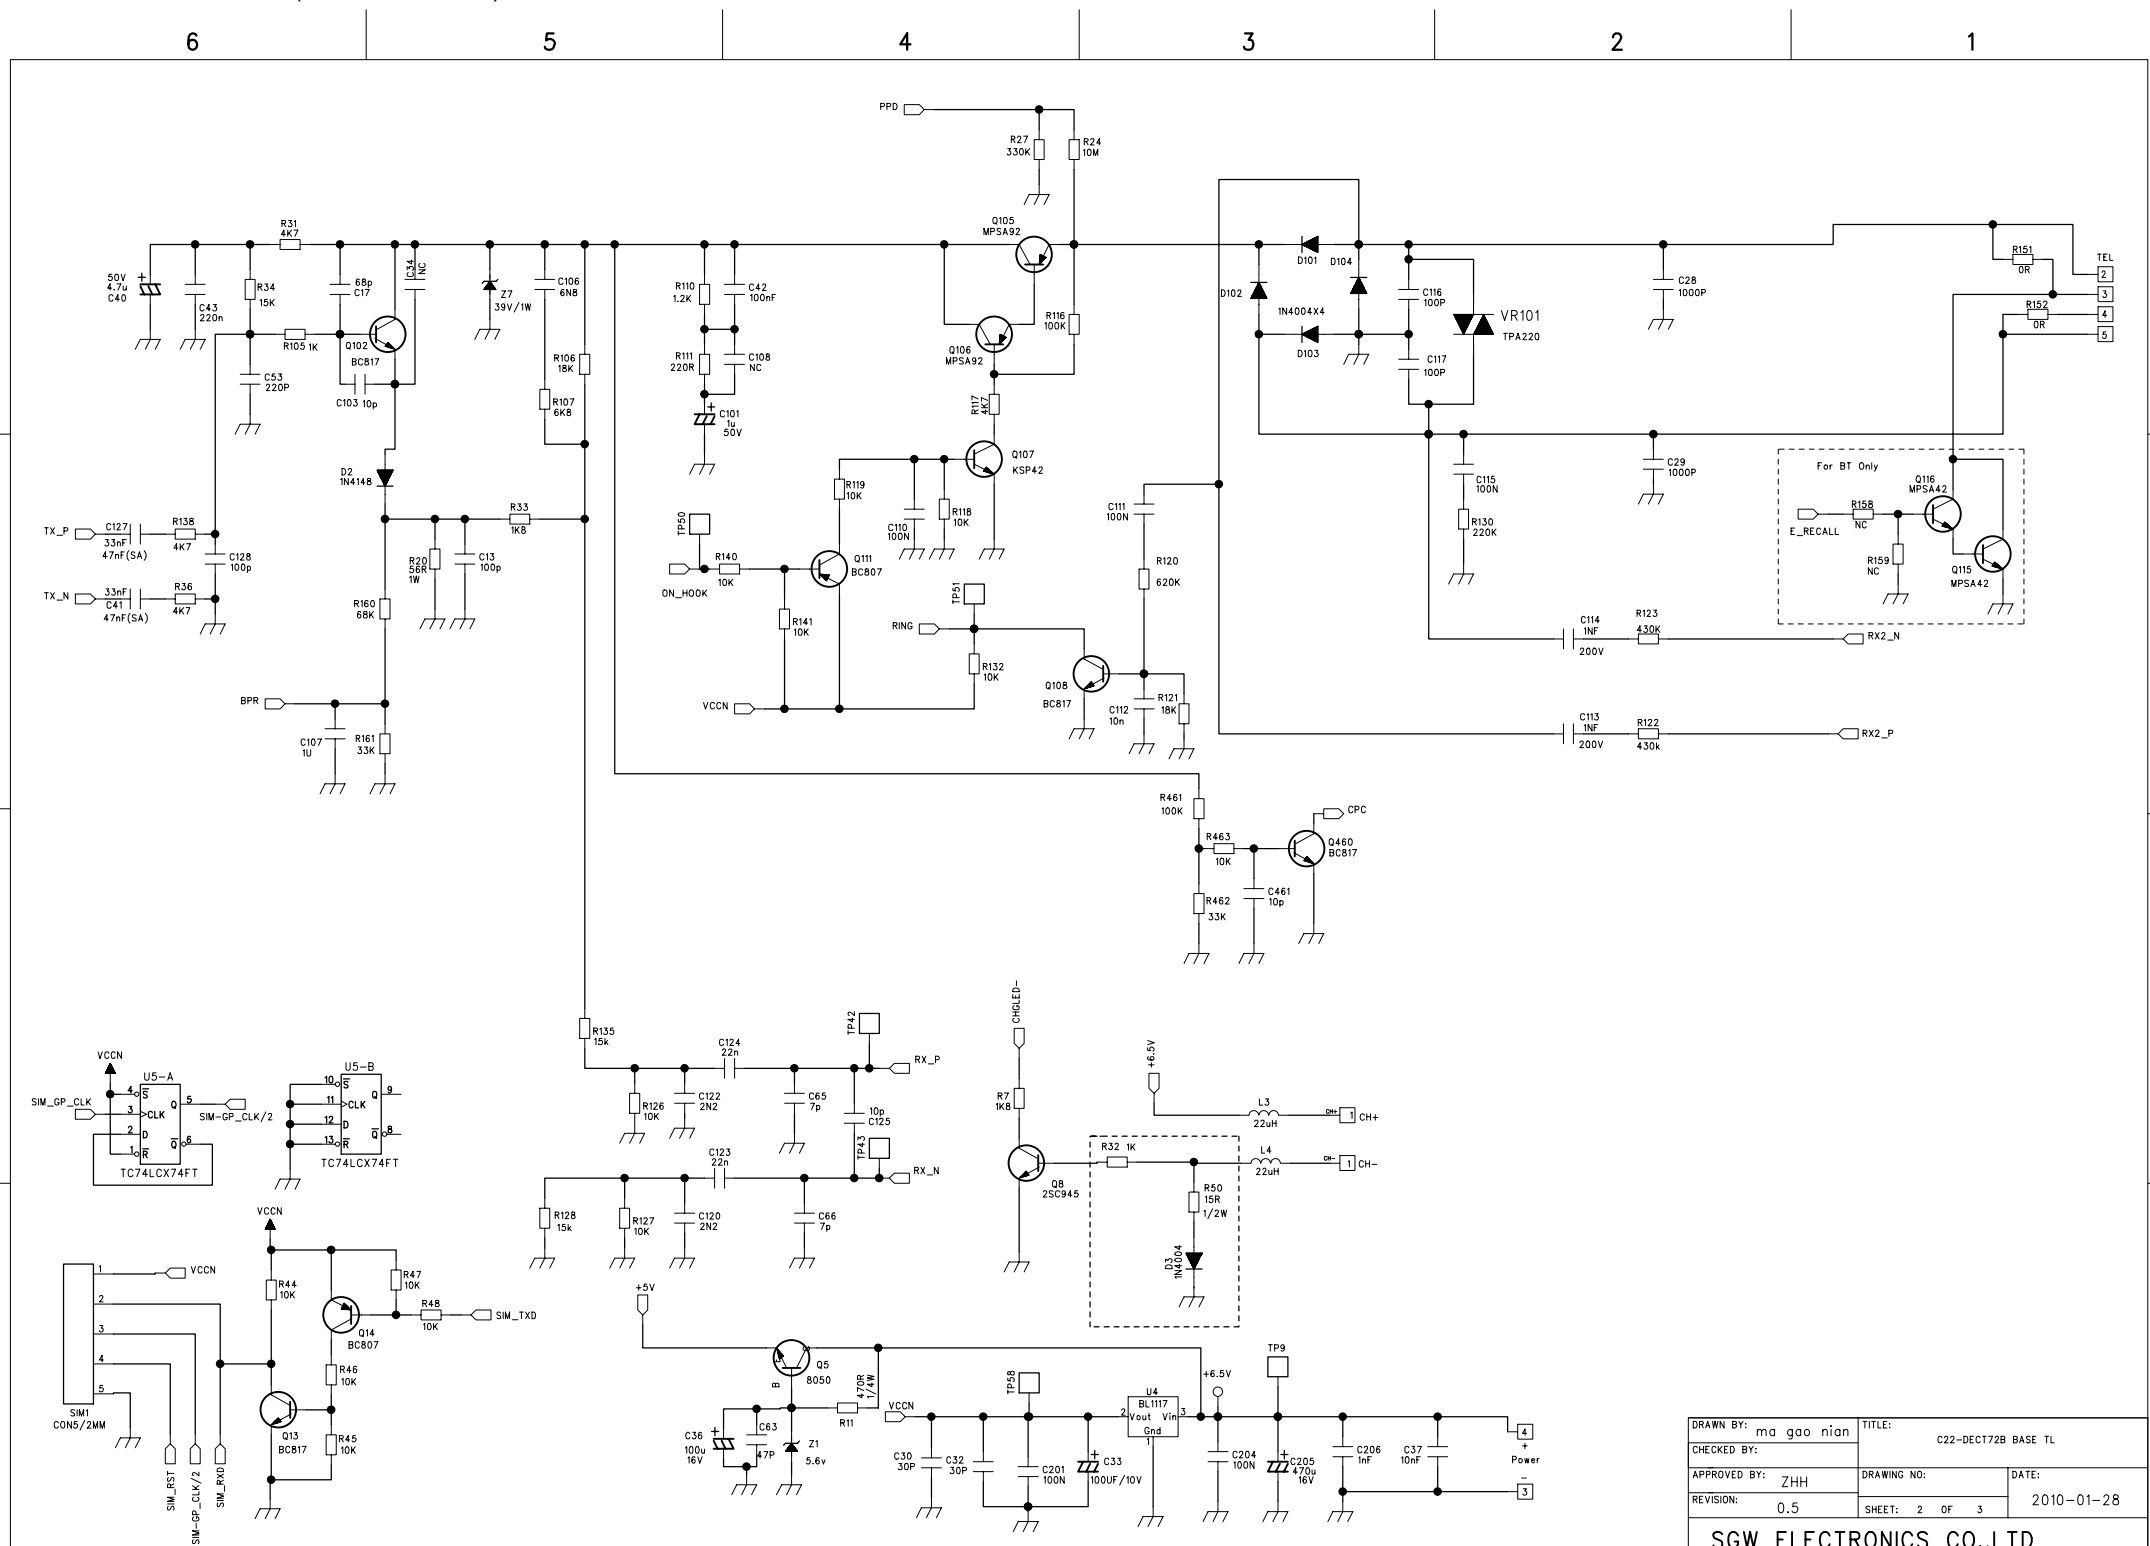 6 5 4 3 2 1
PPD
R27
330K
R24
10M
Q105
MPSA92
R31
4K7
50V
4.7u
C40
+
C43
220n
R34
15K
68p
C17
C34
NC
Z7
39V/1W
C106
6N8
R110
1.2K
C42
100nF
R116
100K
D101
D104
D102
1N4004X4
D103
C116
100P
C117
100P
VR101
TPA220
C28
1000P
R151
0R
R152
0R
TEL
2
3
4
5
R105 1K
Q102
BC817
C53
220P
C103 10p
R106
18K
R107
6K8
R111
220R
C108
NC
+
C101
1u
50V
Q106
MPSA92
R117
4K7
Q107
KSP42
D2
1N4148
R119
10K
C110
100N
R118
10K
C111
100N
C115
100N
R130
220K
C29
1000P
For BT Only
Q116
MPSA42
R158
NC
E_RECALL
R159
NC
Q115
MPSA42
TX_P
C127
33nF
47nF(SA)
R138
4K7
C128
100p
TX_N
33nF
C41
47nF(SA)
R36
4K7
R33
1K8
R20
56R
1W
C13
100p
TP50
R140
10K
ON_HOOK
Q111
BC807
R141
10K
R120
620K
TP51
RING
R132
10K
Q108
BC817
C112
10n
R121
18K
VCCN
R160
68K
BPR
C107
1U
R161
33K
C114
1NF
200V
R123
430K
RX2_N
C113
1NF
200V
R122
430k
RX2_P
R461
100K
R463
10K
CPC
Q460
BC817
C461
10p
R462
33K
R135
15k
C124
22n
TP42
RX_P
R126
10K
C122
2N2
C65
7p
10p
C125
TP43
C123
22n
RX_N
R128
15k
R127
10K
C120
2N2
C66
7p
CHGLED-
R7
1K8
Q8
2SC945
+6.5V
L3
22uH
CH+
1 CH+
R32 1K
L4
22uH
CH-
1 CH-
R50
15R
1/2W
D3
1N4004
VCCN
U5-A
4 S
3 CLK
2 D
1 R
Q 5
Q 6
SIM_GP_CLK
SIM-GP_CLK/2
TC74LCX74FT
U5-B
10 S
11 CLK
12 D
13 R
Q 9
Q 8
TC74LCX74FT
VCCN
1
2
3
4
5
VCCN
SIM1
CON5/2MM
R44
10K
R47
10K
R48
10K
SIM_TXD
Q14
BC807
R46
10K
Q13
BC817
R45
10K
SIM_RST
SIM-GP_CLK/2
SIM_RXD
+5V
E
B
Q5
8050
470R
1/4W
R11
C36
100u
16V
+
C63
47P
Z1
5.6v
VCCN
C30
30P
C32
30P
TP58
C201
100N
+
C33
100UF/10V
U4
BL1117
2 Vout Vin 3
Gnd
1
+6.5V
C204
100N
TP9
+
C205
470u
16V
C206
1nF
C37
10nF
4
+
Power
-
3
DRAWN BY: ma gao nian
TITLE:
C22-DECT72B BASE TL
CHECKED BY:
APPROVED BY: ZHH
DRAWING NO:
DATE:
2010-01-28
REVISION: 0.5
SHEET: 2 OF 3
SGW ELECTRONICS CO.,LTD